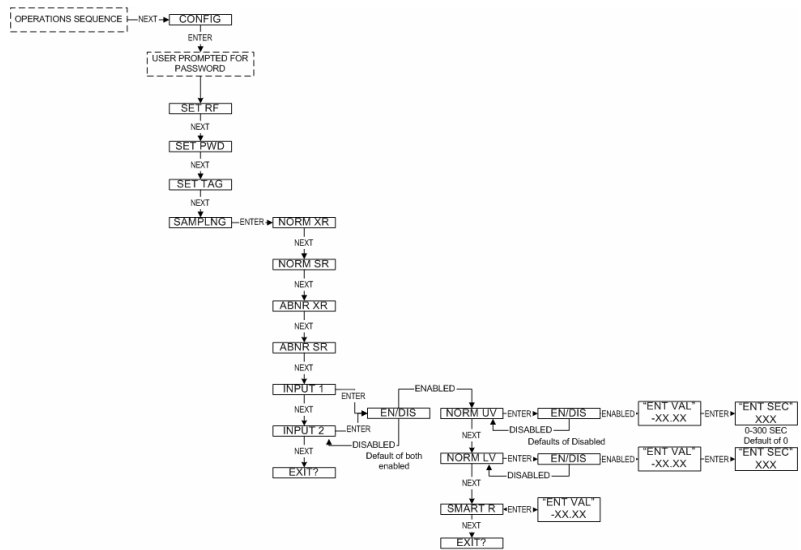 OPERATIONS SEQUENCE
NEXT
CONFIG
ENTER
USER PROMPTED FOR
PASSWORD
SET RF
NEXT
SET PWD
NEXT
SET TAG
NEXT
SAMPLNG
ENTER
NORM XR
NEXT
NORM SR
NEXT
ABNR XR
NEXT
ABNR SR
NEXT
INPUT 1
ENTER
NEXT
INPUT 2
ENTER
NEXT
EXIT?
EN/DIS
ENABLED
DISABLED
Default of both
enabled
NORM UV
ENTER
EN/DIS
ENABLED
"ENT VAL"
-XX.XX
ENTER
"ENT SEC"
XXX
DISABLED
Defaults of Disabled
0-300 SEC
Default of 0
NEXT
NORM LV
ENTER
EN/DIS
ENABLED
"ENT VAL"
-XX.XX
ENTER
"ENT SEC"
XXX
DISABLED
NEXT
SMART R
ENTER
"ENT VAL"
-XX.XX
NEXT
EXIT?